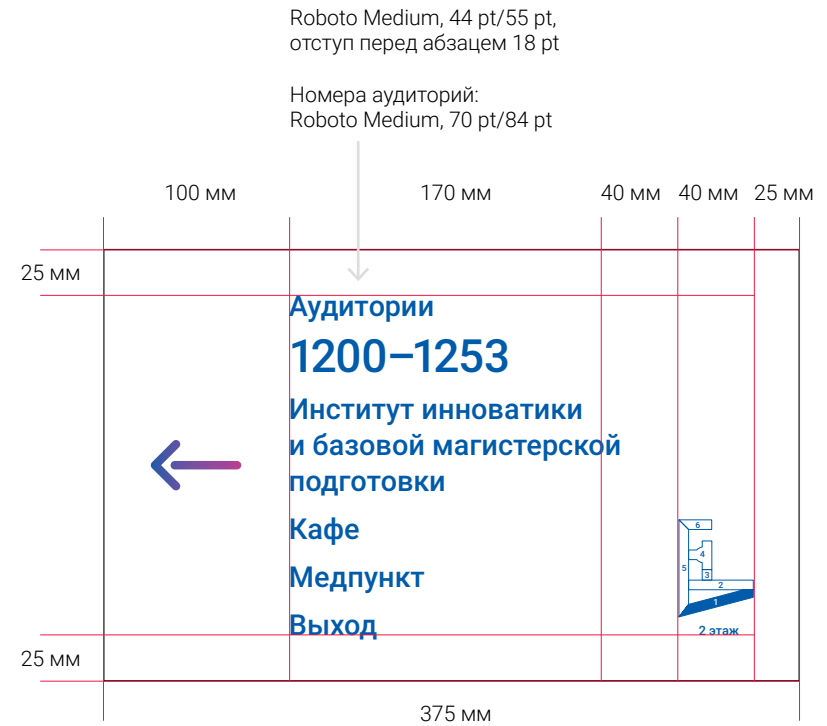 Roboto Medium, 44 pt/55 pt,
отступ перед абзацем 18 pt
Номера аудиторий:
Roboto Medium, 70 pt/84 pt
100 мм 170 мм 40 мм 40 мм 25 мм
25 мм
Аудитории
1200–1253
Институт инноватики
и базовой магистерской
подготовки
Кафе
Медпункт
Выход
6
4
5
3
2
1
2 этаж
25 мм
375 мм